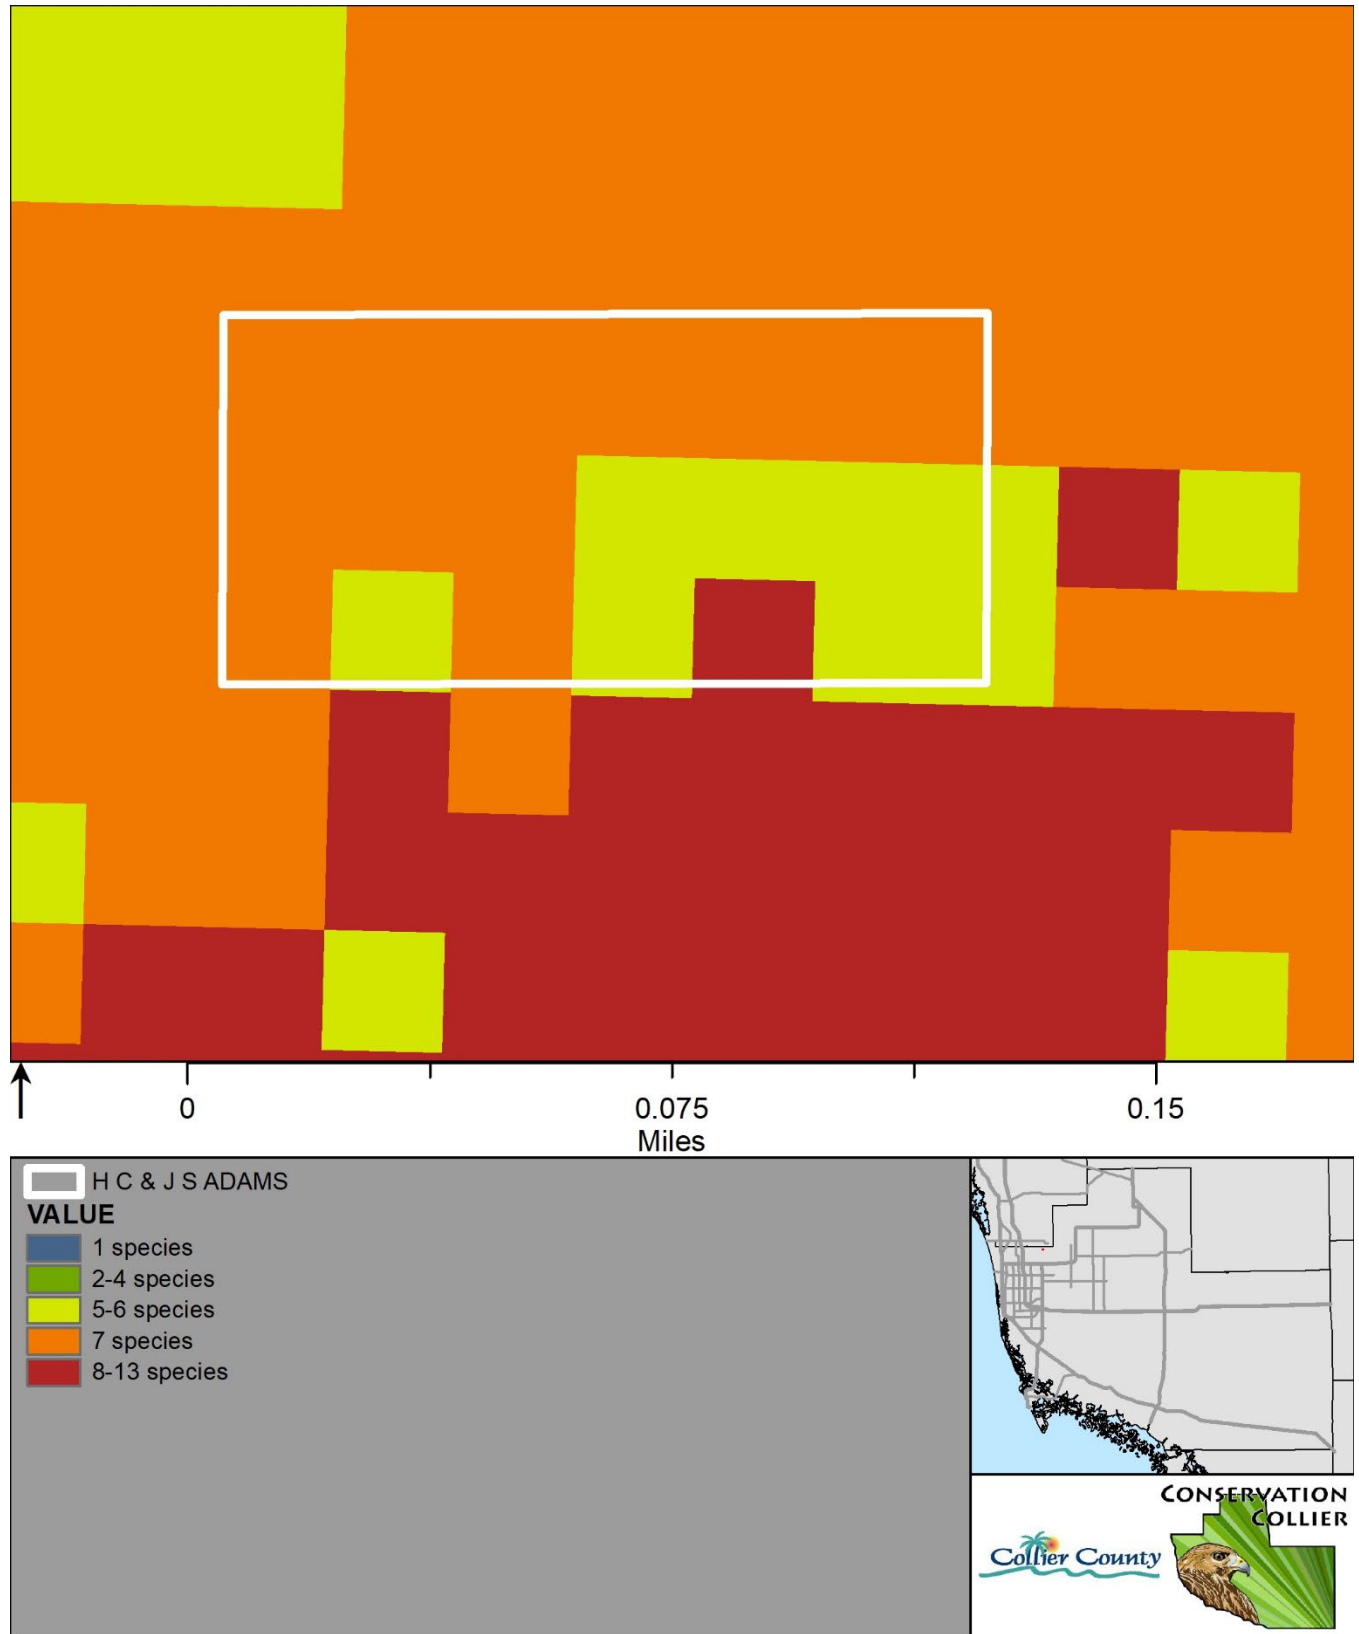 0 0.075 0.15
Miles
H C & J S ADAMS
VALUE
1 species
2-4 species
5-6 species
7 species
8-13 species
CONSERVATION
COLLIER
Collier County